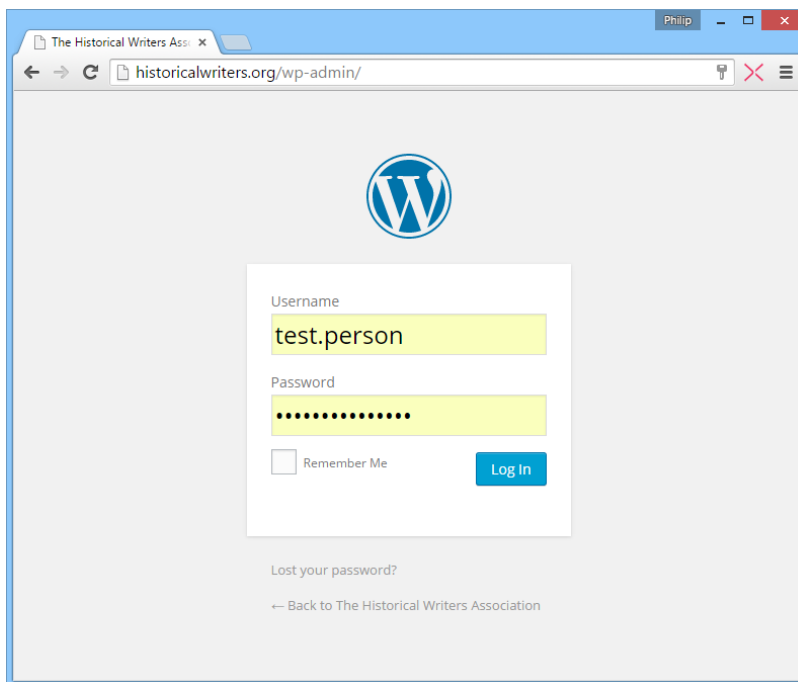 Philip
The Historical Writers Ass
historicalwriters.org/wp-admin/
Username
test.person
Password
•••••••••••••••
Remember Me
Log In
Lost your password?
← Back to The Historical Writers Association